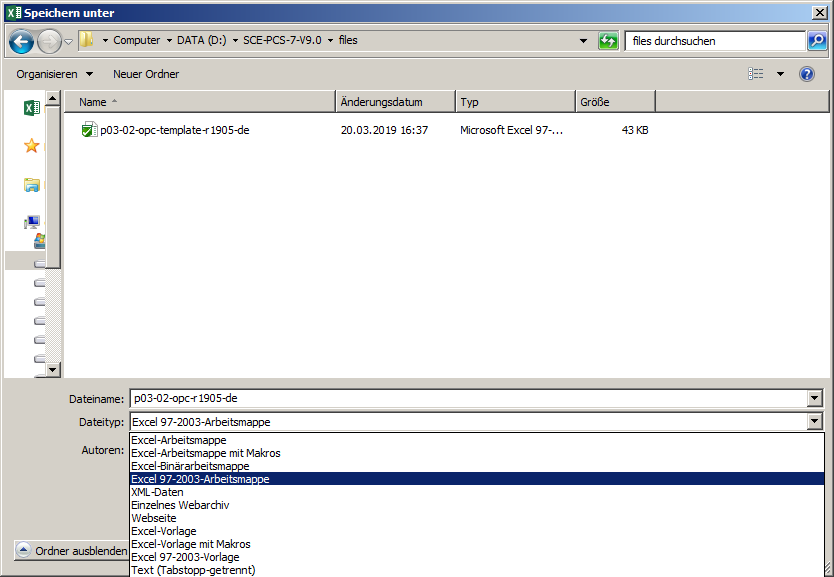 Speichern unter
Computer DATA (D:) SCE-PCS-7-V9.0 files files durchsuchen
Organisieren Neuer Ordner
Name Änderungsdatum Typ Größe
p03-02-opc-template-r1905-de 20.03.2019 16:37 Microsoft Excel 97-... 43 KB
Dateiname: p03-02-opc-r1905-de
Dateityp: Excel 97-2003-Arbeitsmappe
Autoren:
Excel-Arbeitsmappe
Excel-Arbeitsmappe mit Makros
Excel-Binärarbeitsmappe
Excel 97-2003-Arbeitsmappe
XML-Daten
Einzelnes Webarchiv
Webseite
Excel-Vorlage
Excel-Vorlage mit Makros
Excel 97-2003-Vorlage
Text (Tabstopp-getrennt)
Ordner ausblenden